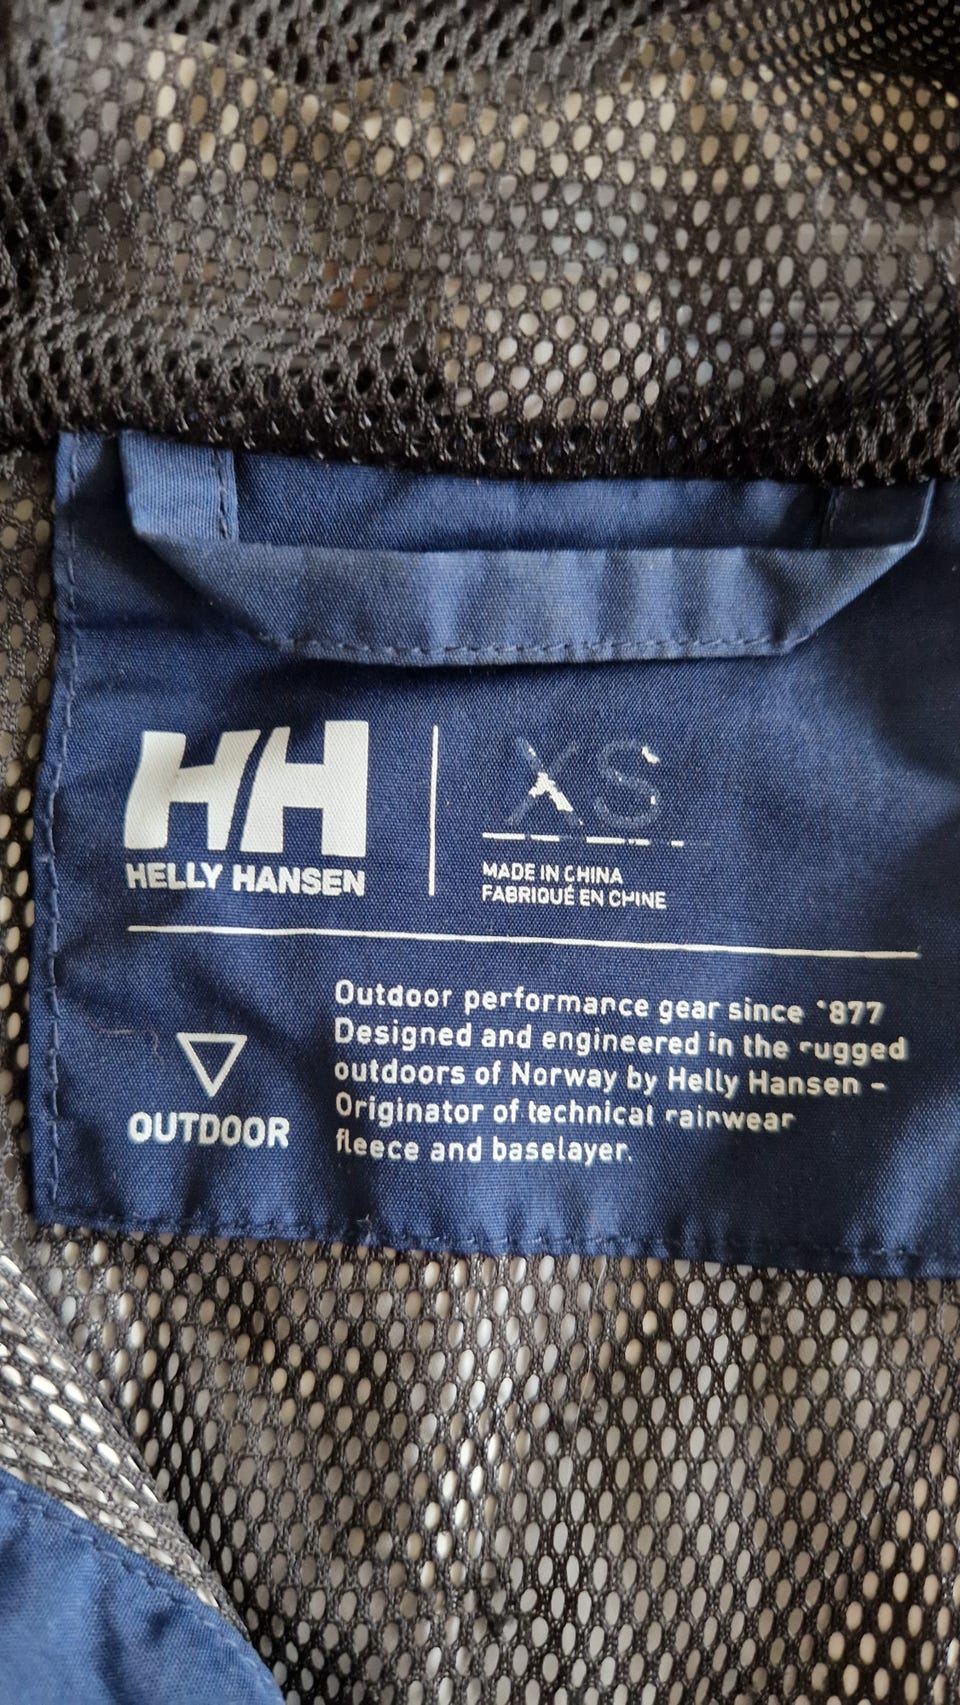 HH
HELLY HANSEN
XS
MADE IN CHINA
FABRIQUÉ EN CHINE
OUTDOOR
Outdoor performance gear since 1877
Designed and engineered in the rugged
outdoors of Norway by Helly Hansen -
Originator of technical rainwear
fleece and baselayer.